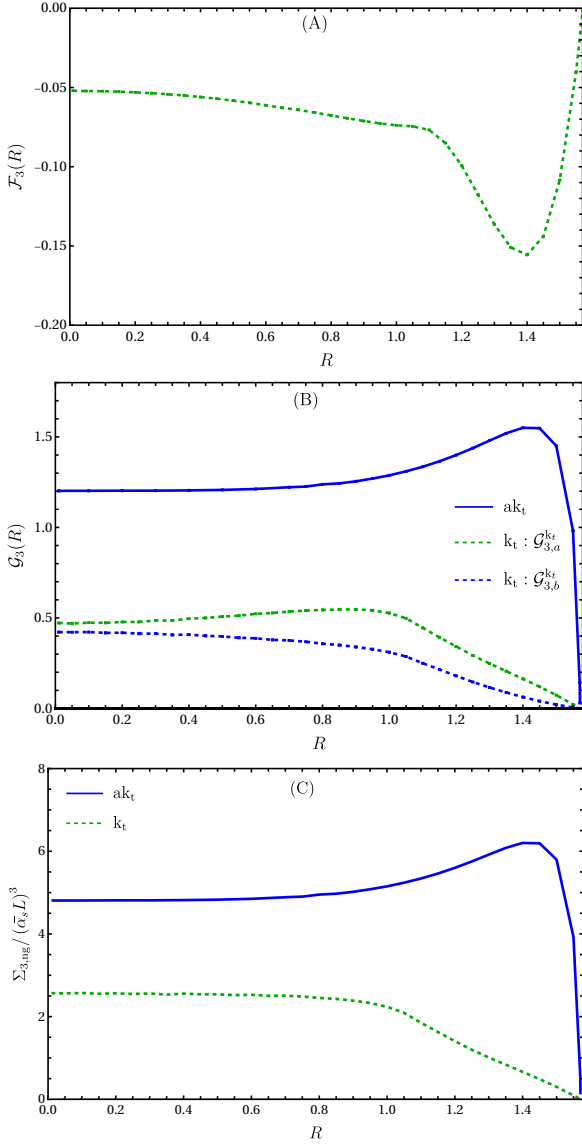 (A)
0.00
−0.05
−0.10
−0.15
−0.20
ℱ₃(R)
0.0 0.2 0.4 0.6 0.8 1.0 1.2 1.4
R
(B)
1.5
1.0
0.5
0.0
𝒢₃(R)
akₜ
kₜ : 𝒢₃,ₐ^kₜ
kₜ : 𝒢₃,b^kₜ
0.0 0.2 0.4 0.6 0.8 1.0 1.2 1.4
R
(C)
8
6
4
2
0
Σ₃,ng/(ᾱₛL)³
akₜ
kₜ
0.0 0.2 0.4 0.6 0.8 1.0 1.2 1.4
R